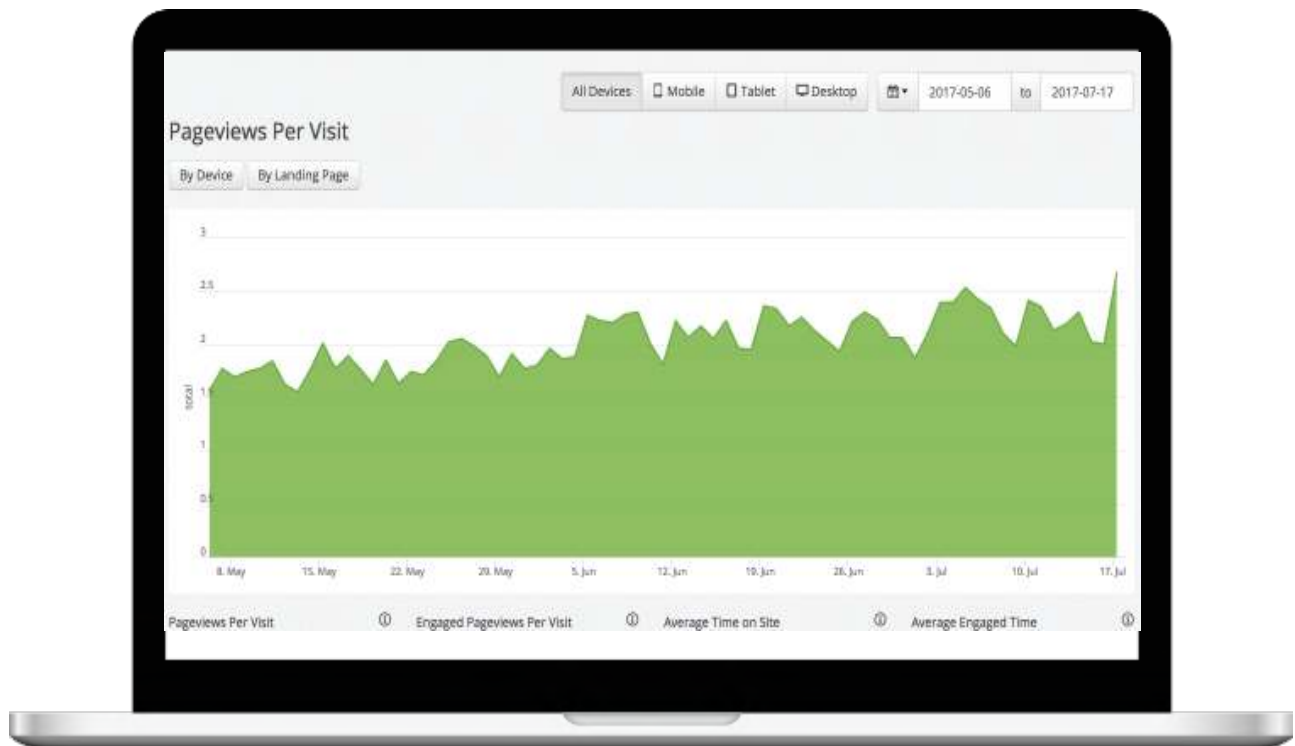 All Devices Mobile Tablet Desktop 2017-05-06 to 2017-07-17
Pageviews Per Visit
By Device By Landing Page
3
2.5
2
total
1.5
1
0.5
0
8. May 15. May 22. May 29. May 5. Jun 12. Jun 19. Jun 26. Jun 3. Jul 10. Jul 17. Jul
Pageviews Per Visit Engaged Pageviews Per Visit Average Time on Site Average Engaged Time